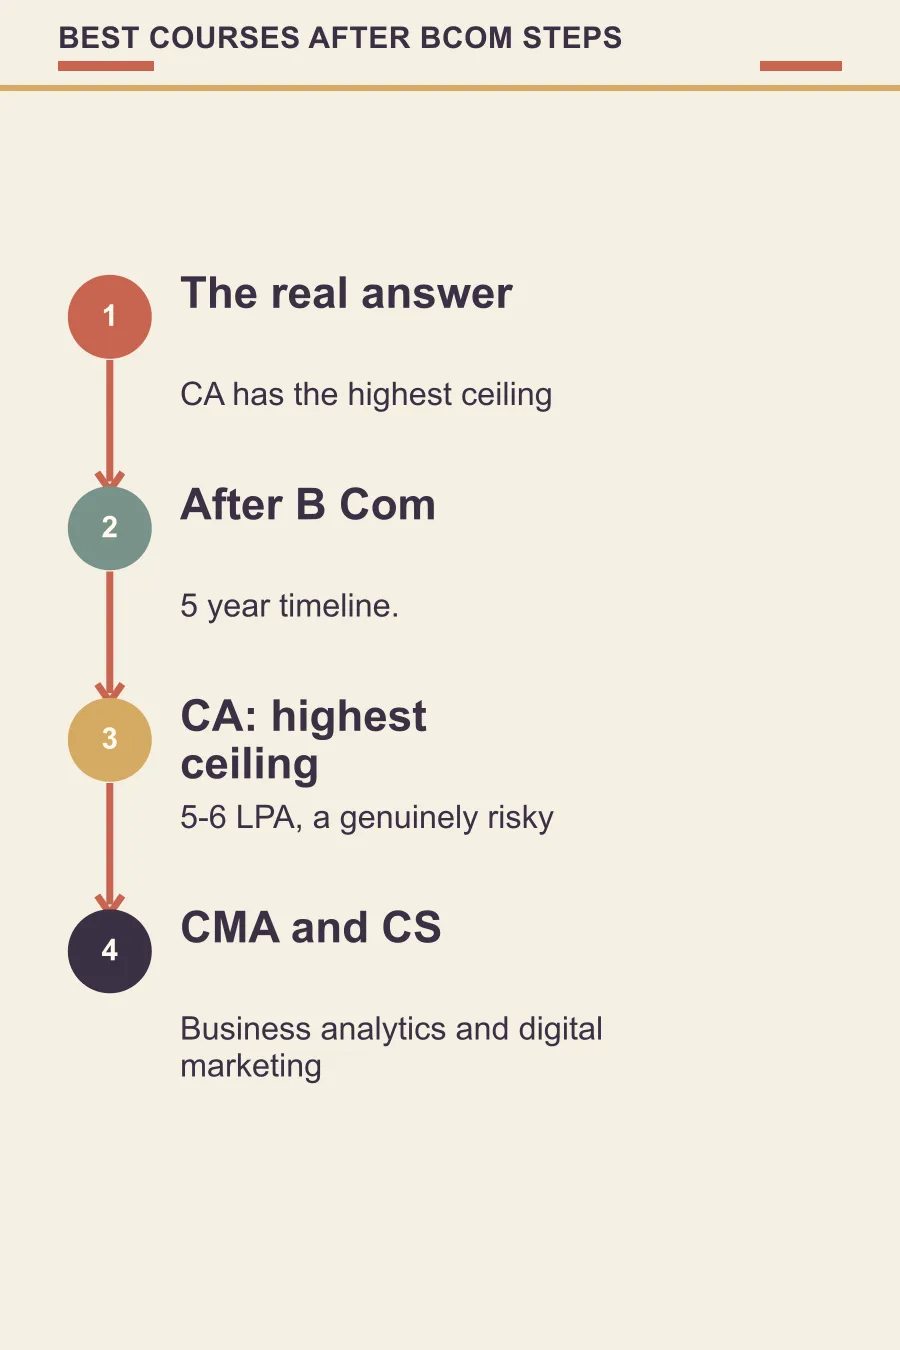 BEST COURSES AFTER BCOM STEPS
1
The real answer
CA has the highest ceiling
2
After B Com
5 year timeline.
3
CA: highest
ceiling
5-6 LPA, a genuinely risky
4
CMA and CS
Business analytics and digital
marketing